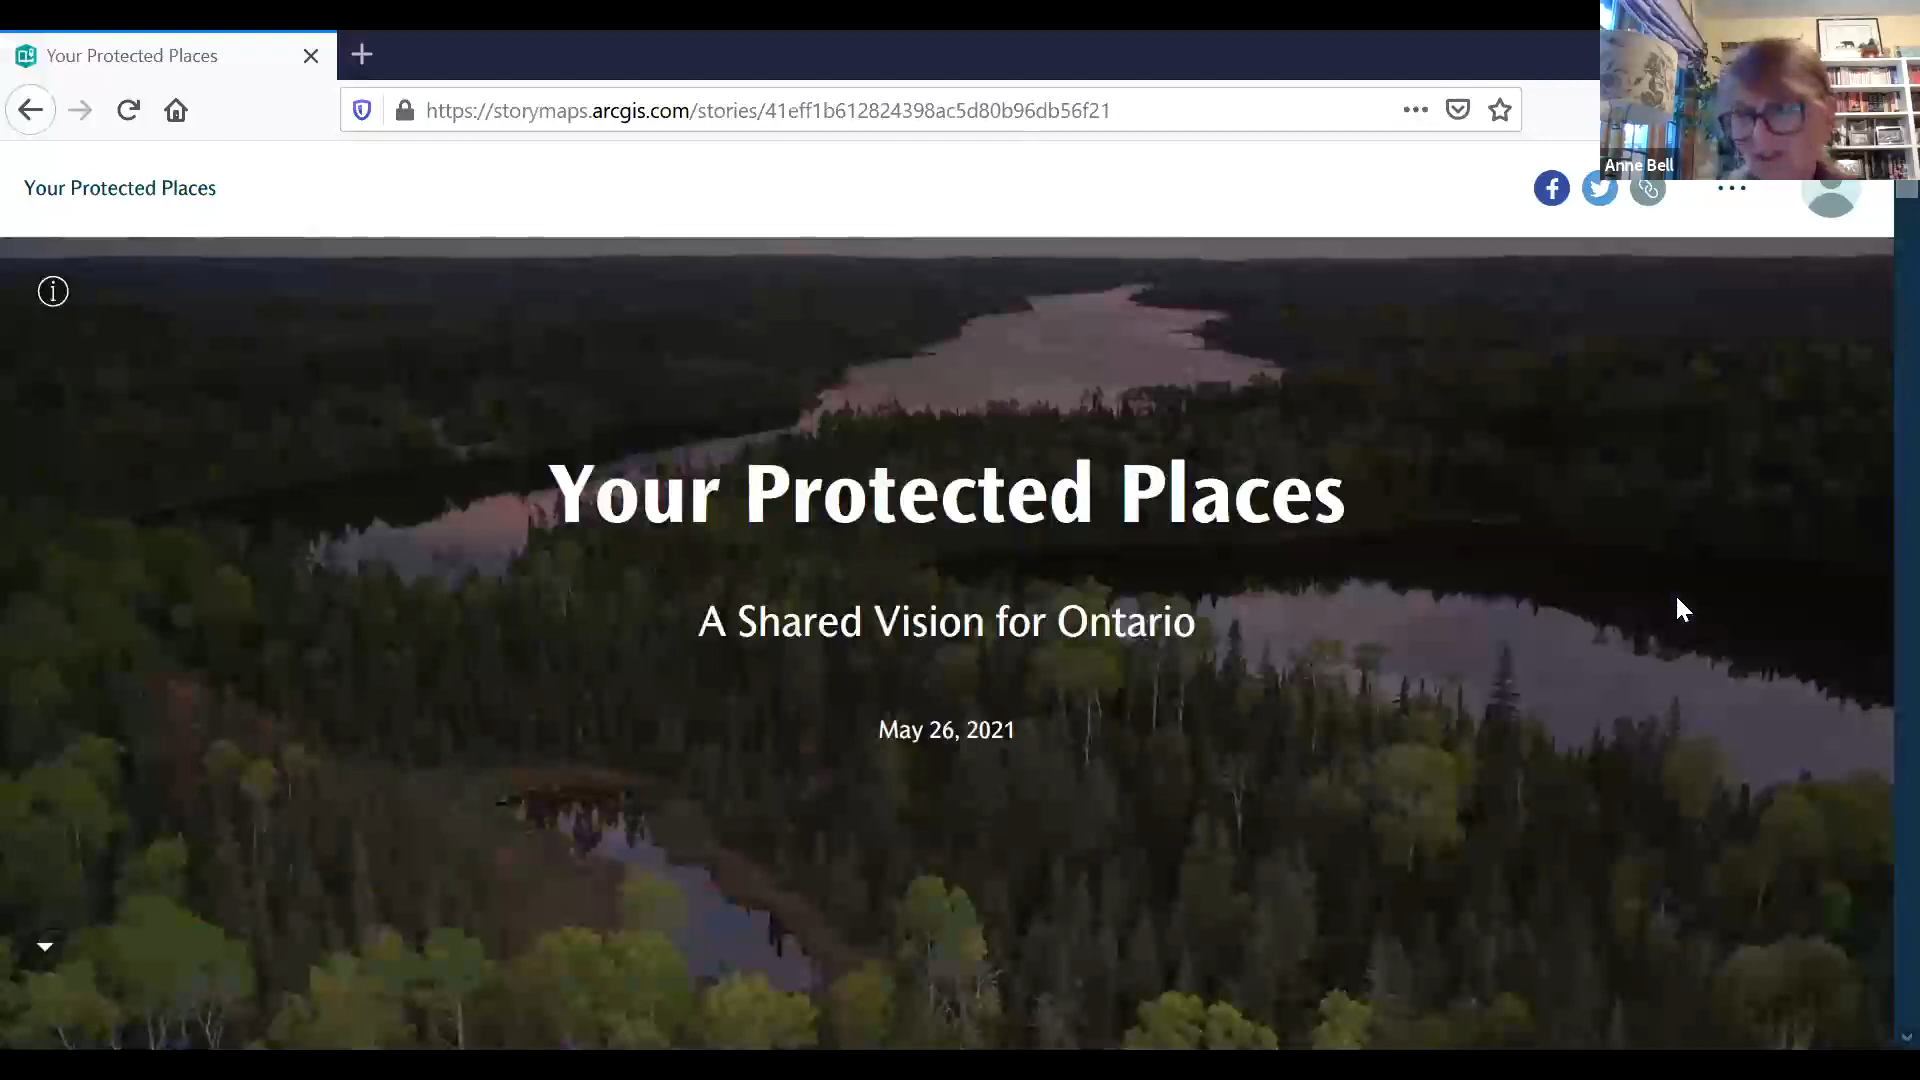 Your Protected Places
https://storymaps.arcgis.com/stories/41eff1b612824398ac5d80b96db56f21
Anne Bell
Your Protected Places
Your Protected Places
A Shared Vision for Ontario
May 26, 2021